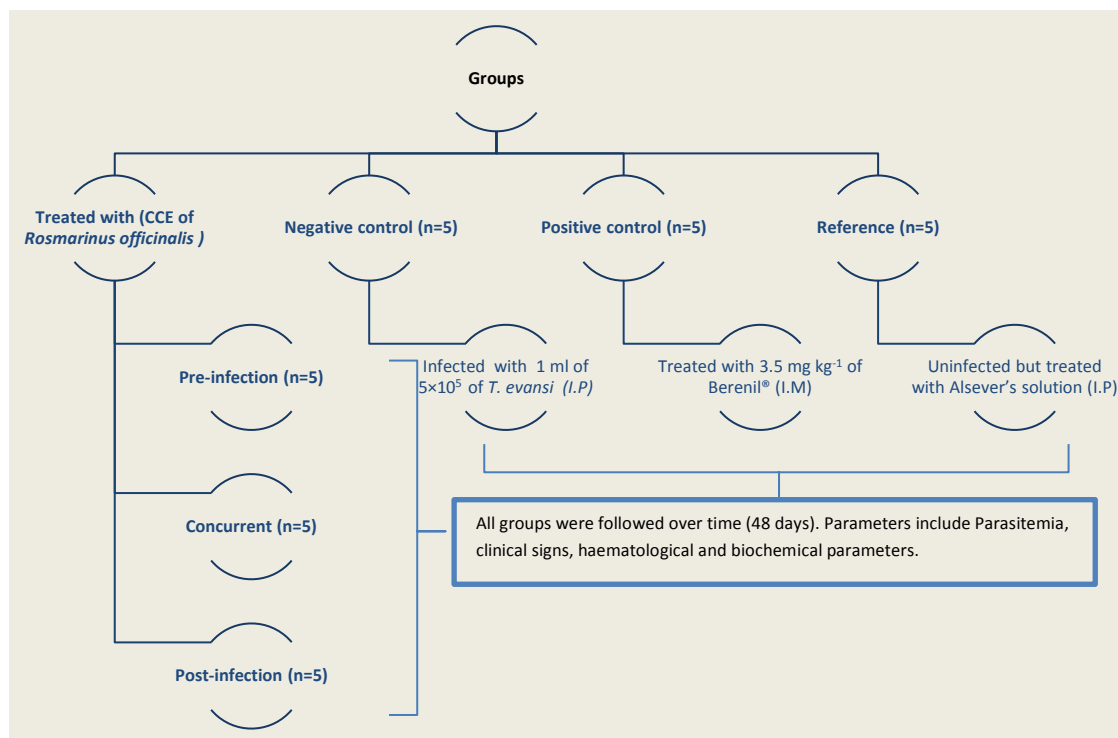 Groups
Treated with (CCE of
Rosmarinus officinalis )
Negative control (n=5)
Positive control (n=5)
Reference (n=5)
Pre-infection (n=5)
Concurrent (n=5)
Post-infection (n=5)
Infected with 1 ml of
5×10⁵ of T. evansi (I.P)
Treated with 3.5 mg kg⁻¹ of
Berenil® (I.M)
Uninfected but treated
with Alsever’s solution (I.P)
All groups were followed over time (48 days). Parameters include Parasitemia,
clinical signs, haematological and biochemical parameters.